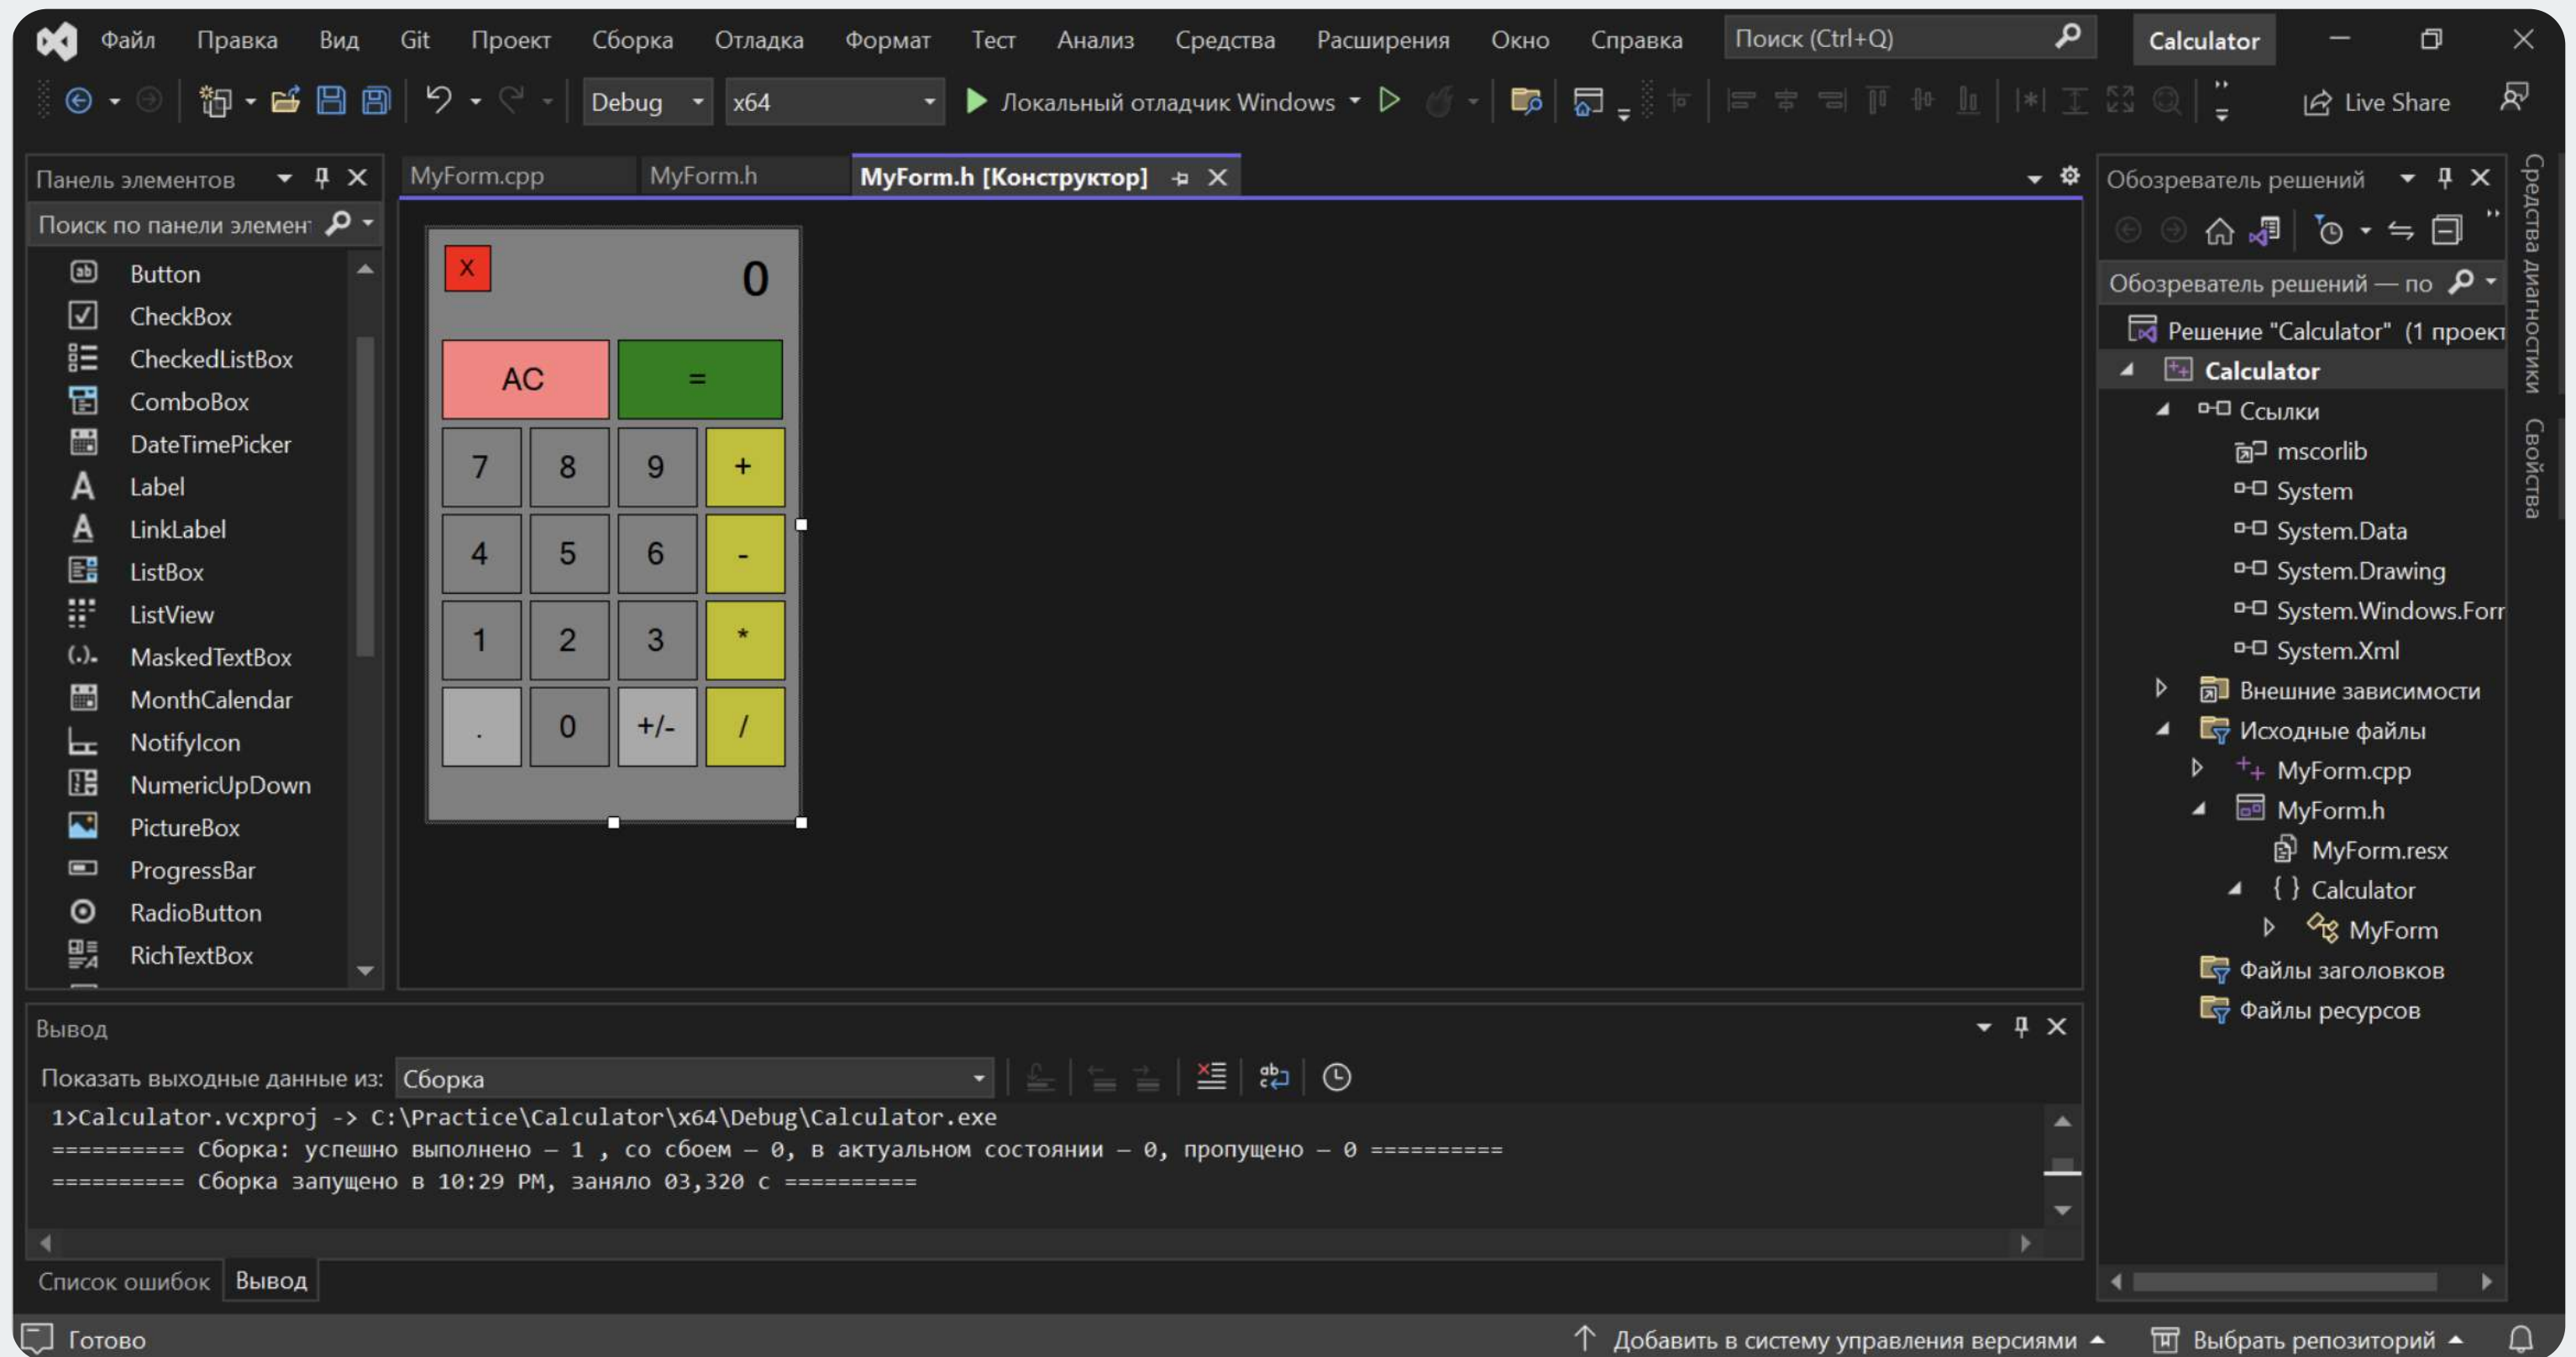 Файл Правка Вид Git Проект Сборка Отладка Формат Тест Анализ Средства Расширения Окно Справка Поиск (Ctrl+Q) Calculator
Debug x64 Локальный отладчик Windows Live Share
Панель элементов
Поиск по панели элемен
Button
CheckBox
CheckedListBox
ComboBox
DateTimePicker
Label
LinkLabel
ListBox
ListView
MaskedTextBox
MonthCalendar
NotifyIcon
NumericUpDown
PictureBox
ProgressBar
RadioButton
RichTextBox
MyForm.cpp MyForm.h MyForm.h [Конструктор]
X 0
AC =
7 8 9 +
4 5 6 -
1 2 3 *
. 0 +/- /
Обозреватель решений
Обозреватель решений — по
Решение "Calculator" (1 проект
Calculator
Ссылки
mscorlib
System
System.Data
System.Drawing
System.Windows.Forr
System.Xml
Внешние зависимости
Исходные файлы
MyForm.cpp
MyForm.h
MyForm.resx
{ } Calculator
MyForm
Файлы заголовков
Файлы ресурсов
Средства диагностики
Свойства
Вывод
Показать выходные данные из: Сборка
1>Calculator.vcxproj -> C:\Practice\Calculator\x64\Debug\Calculator.exe
========== Сборка: успешно выполнено — 1 , со сбоем — 0, в актуальном состоянии — 0, пропущено — 0 ==========
========== Сборка запущено в 10:29 PM, заняло 03,320 с ==========
Список ошибок Вывод
Готово Добавить в систему управления версиями Выбрать репозиторий